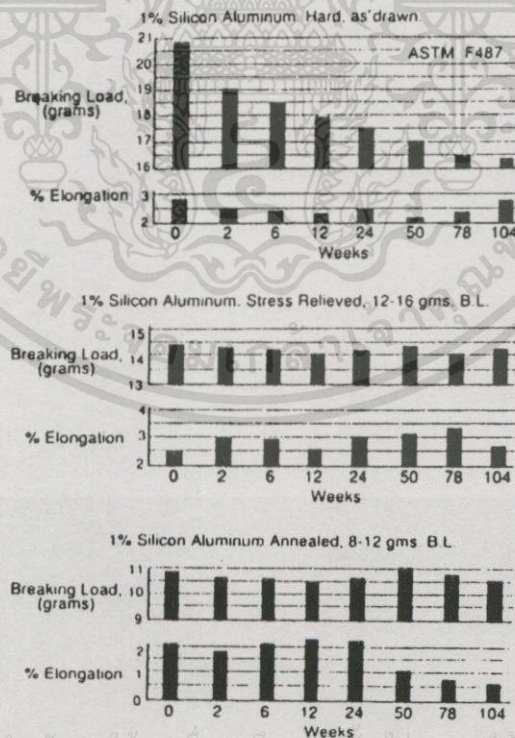 1% Silicon Aluminum. Hard, as drawn.
ASTM F487
21
20
19
18
17
16
Breaking Load,
(grams)
% Elongation
3
2
0 2 6 12 24 50 78 104
Weeks
1% Silicon Aluminum. Stress Relieved, 12-16 grms. B.L.
15
14
13
Breaking Load,
(grams)
4
3
2
% Elongation
0 2 6 12 24 50 78 104
Weeks
1% Silicon Aluminum Annealed, 8-12 gms. B.L.
11
10
9
Breaking Load,
(grams)
2
1
0
% Elongation
0 2 6 12 24 50 78 104
Weeks